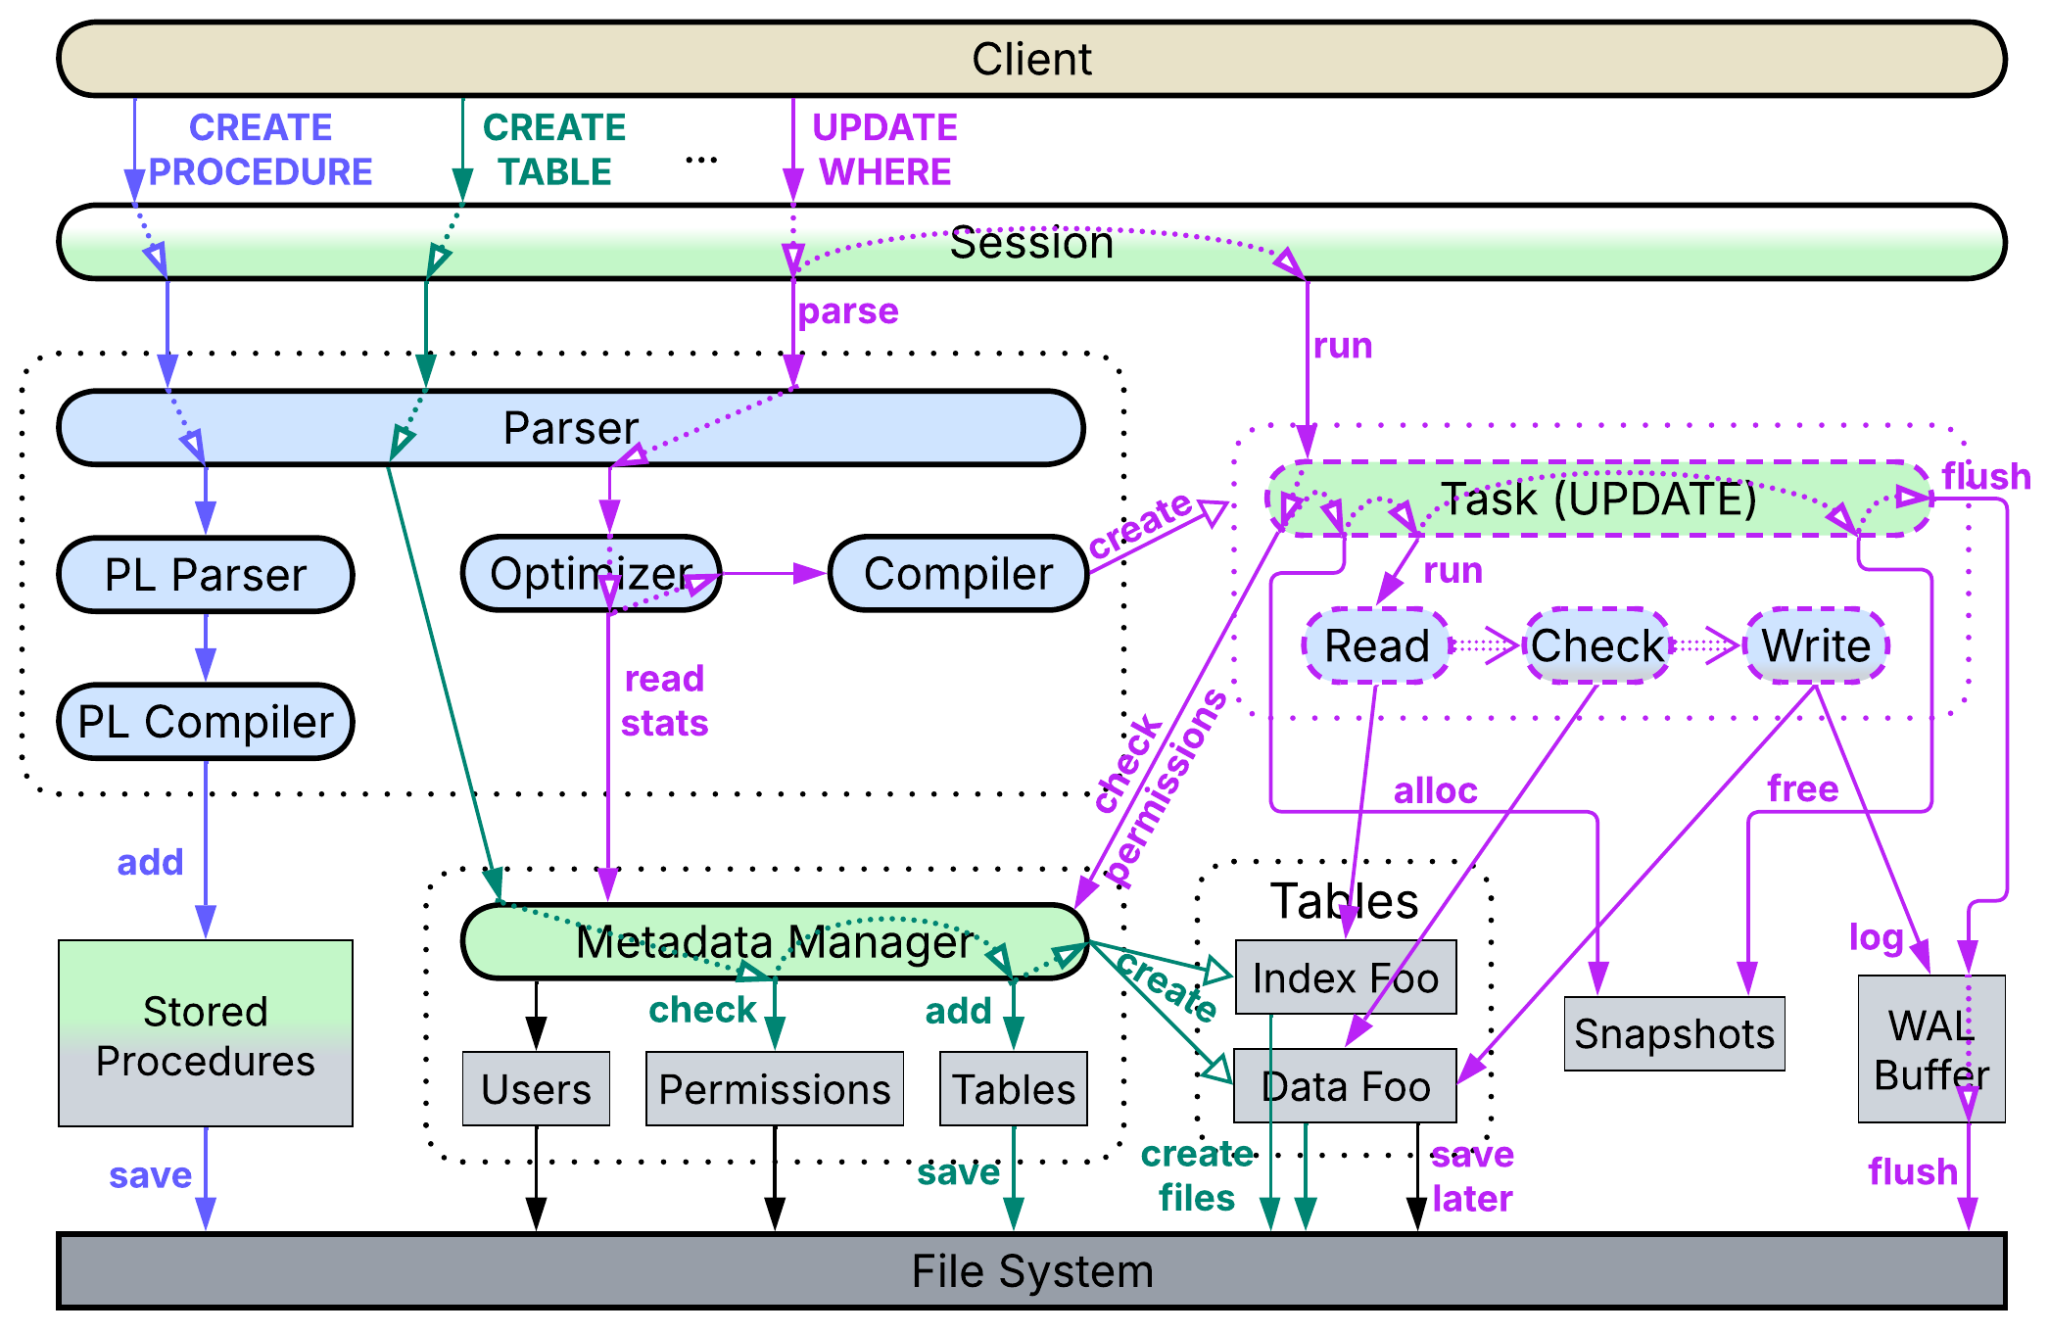 Client
CREATE
PROCEDURE
CREATE
TABLE
...
UPDATE
WHERE
Session
parse
run
Parser
Task (UPDATE)
flush
create
PL Parser
Optimizer
Compiler
run
Read
Check
Write
read
stats
PL Compiler
check
permissions
alloc
free
add
Tables
log
Metadata Manager
create
Index Foo
Stored
Procedures
check
add
Snapshots
WAL
Buffer
Users
Permissions
Tables
Data Foo
save
save
create
files
save
later
flush
File System